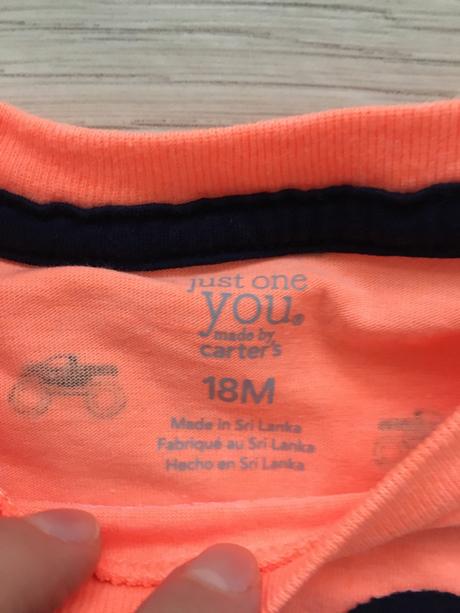 just one
you®
made by
carter's
18M
Made in Sri Lanka
Fabriqué au Sri Lanka
Hecho en Sri Lanka